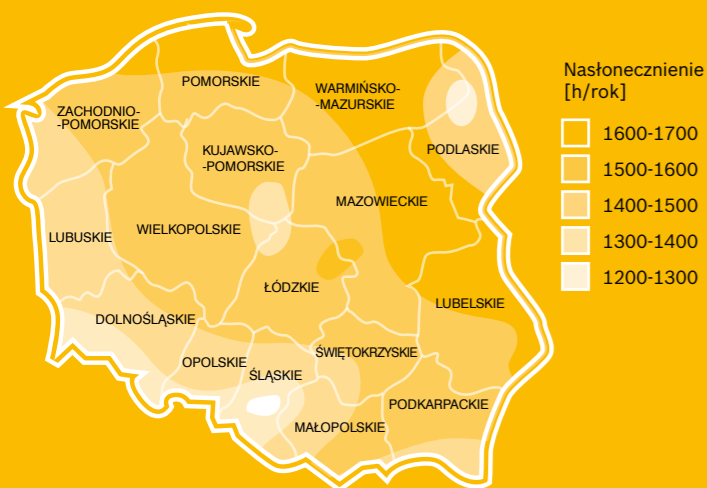 POMORSKIE
WARMIŃSKO-
-MAZURSKIE
ZACHODNIO-
-POMORSKIE
KUJAWSKO-
-POMORSKIE
PODLASKIE
MAZOWIECKIE
LUBUSKIE
WIELKOPOLSKIE
ŁÓDZKIE
LUBELSKIE
DOLNOŚLĄSKIE
OPOLSKIE
ŚLĄSKIE
ŚWIĘTOKRZYSKIE
MAŁOPOLSKIE
PODKARPACKIE
Nasłonecznienie
[h/rok]
1600-1700
1500-1600
1400-1500
1300-1400
1200-1300